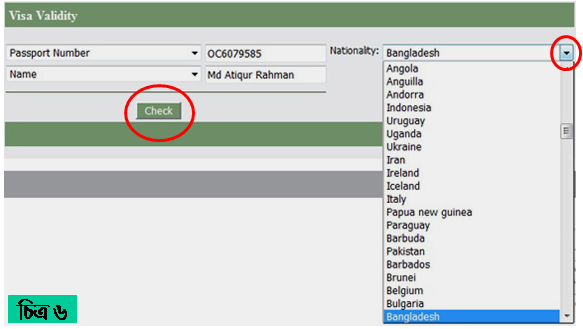 Visa Validity
Passport Number OC6079585 Nationality: Bangladesh
Name Md Atiqur Rahman
Check
Angola
Anguilla
Andorra
Indonesia
Uruguay
Uganda
Ukraine
Iran
Ireland
Iceland
Italy
Papua new guinea
Paraguay
Barbuda
Pakistan
Barbados
Brunei
Belgium
Bulgaria
Bangladesh
চিত্র ৬